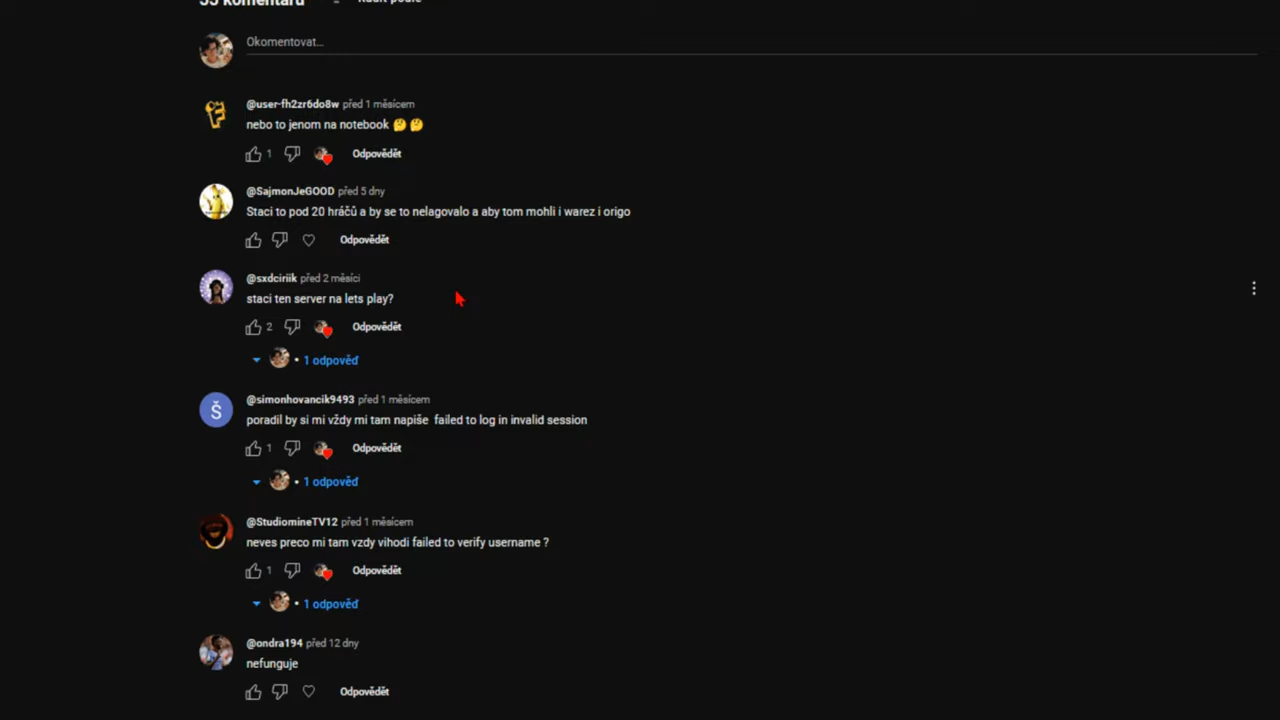 55 komentářů
Řadit podle
Okomentovat...
@user-fh2zr6do8w před 1 měsícem
nebo to jenom na notebook 🤔 🤔
1 Odpovědět
@SajmonJeGOOD před 5 dny
Staci to pod 20 hráčů a by se to nelagovalo a aby tom mohli i warez i origo
Odpovědět
@sxdciriik před 2 měsíci
staci ten server na lets play?
2 Odpovědět
• 1 odpověď
Š
@simonhovancik9493 před 1 měsícem
poradil by si mi vždy mi tam napiše failed to log in invalid session
1 Odpovědět
• 1 odpověď
@StudiomineTV12 před 1 měsícem
neves preco mi tam vzdy vihodi failed to verify username ?
1 Odpovědět
• 1 odpověď
@ondra194 před 12 dny
nefunguje
Odpovědět